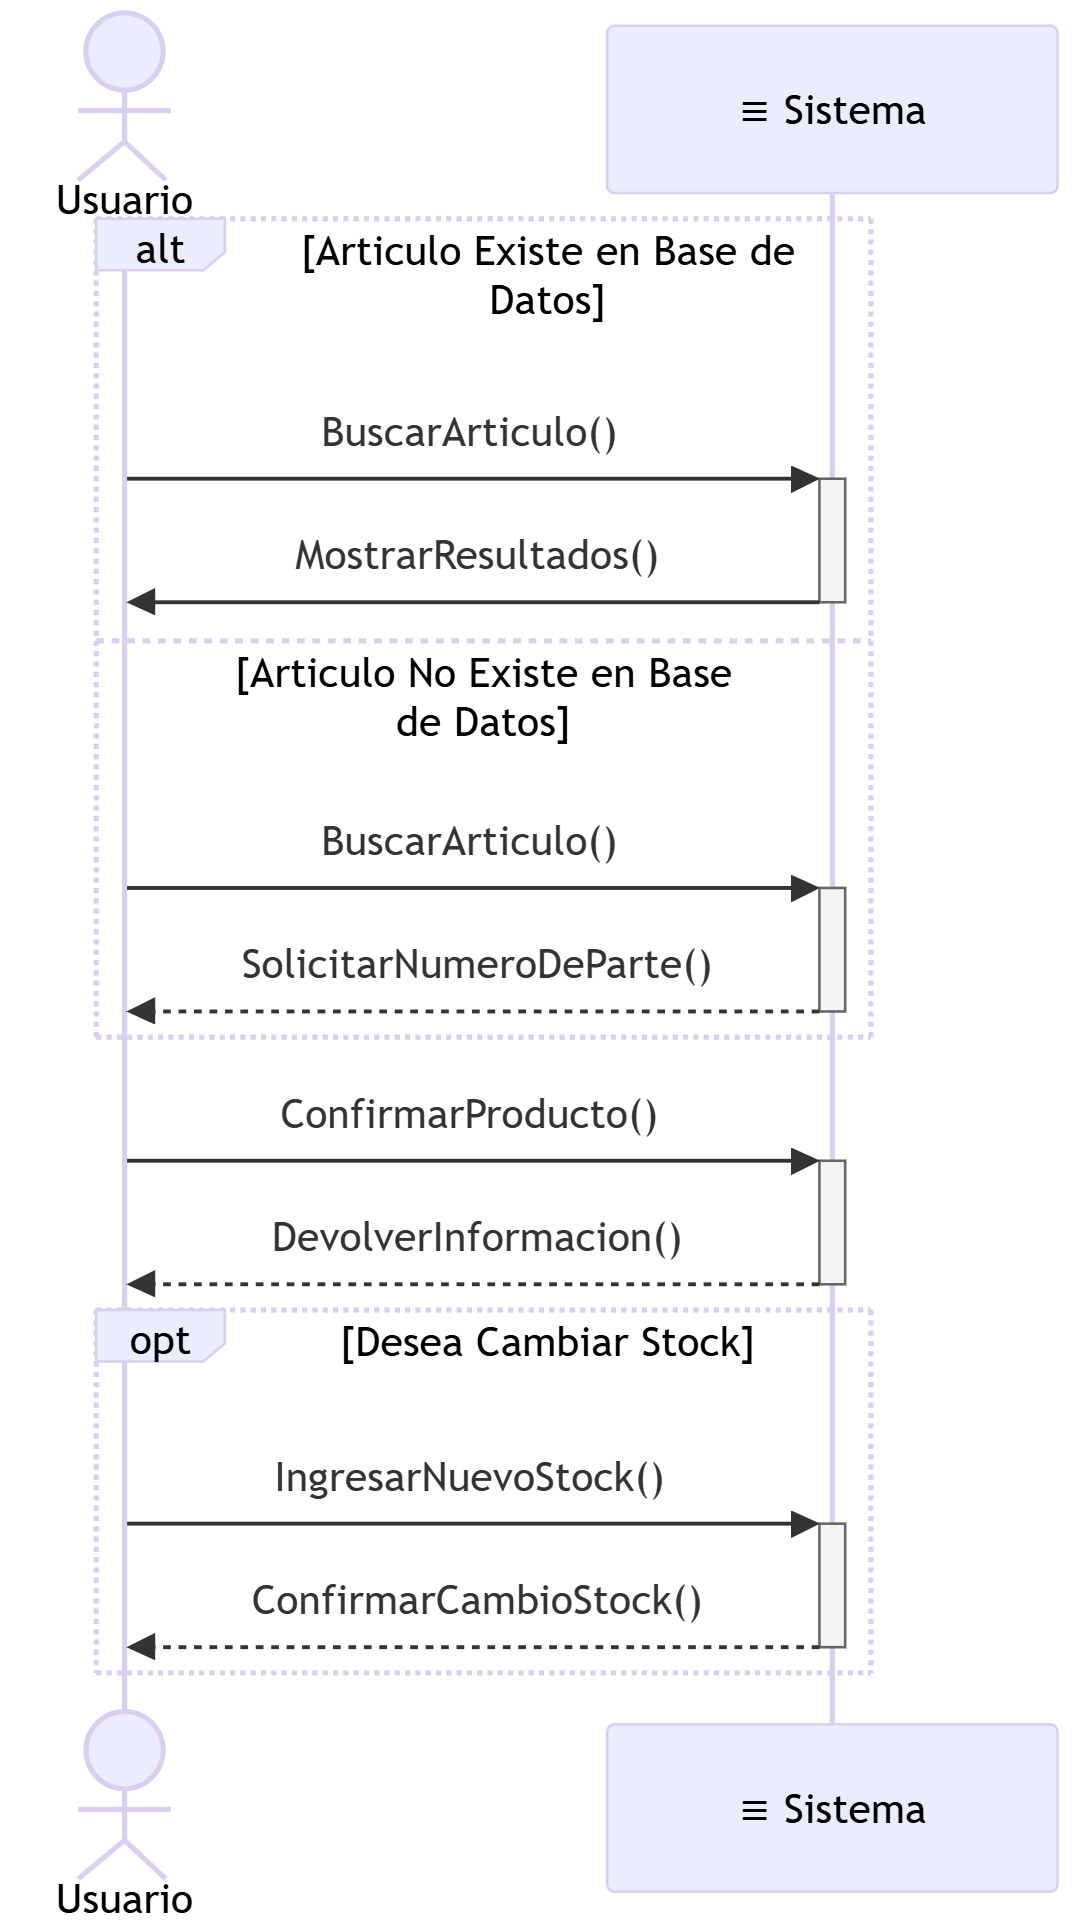 ≡ Sistema
Usuario
alt
[Articulo Existe en Base de
Datos]
BuscarArticulo()
MostrarResultados()
[Articulo No Existe en Base
de Datos]
BuscarArticulo()
SolicitarNumeroDeParte()
ConfirmarProducto()
DevolverInformacion()
opt
[Desea Cambiar Stock]
IngresarNuevoStock()
ConfirmarCambioStock()
≡ Sistema
Usuario